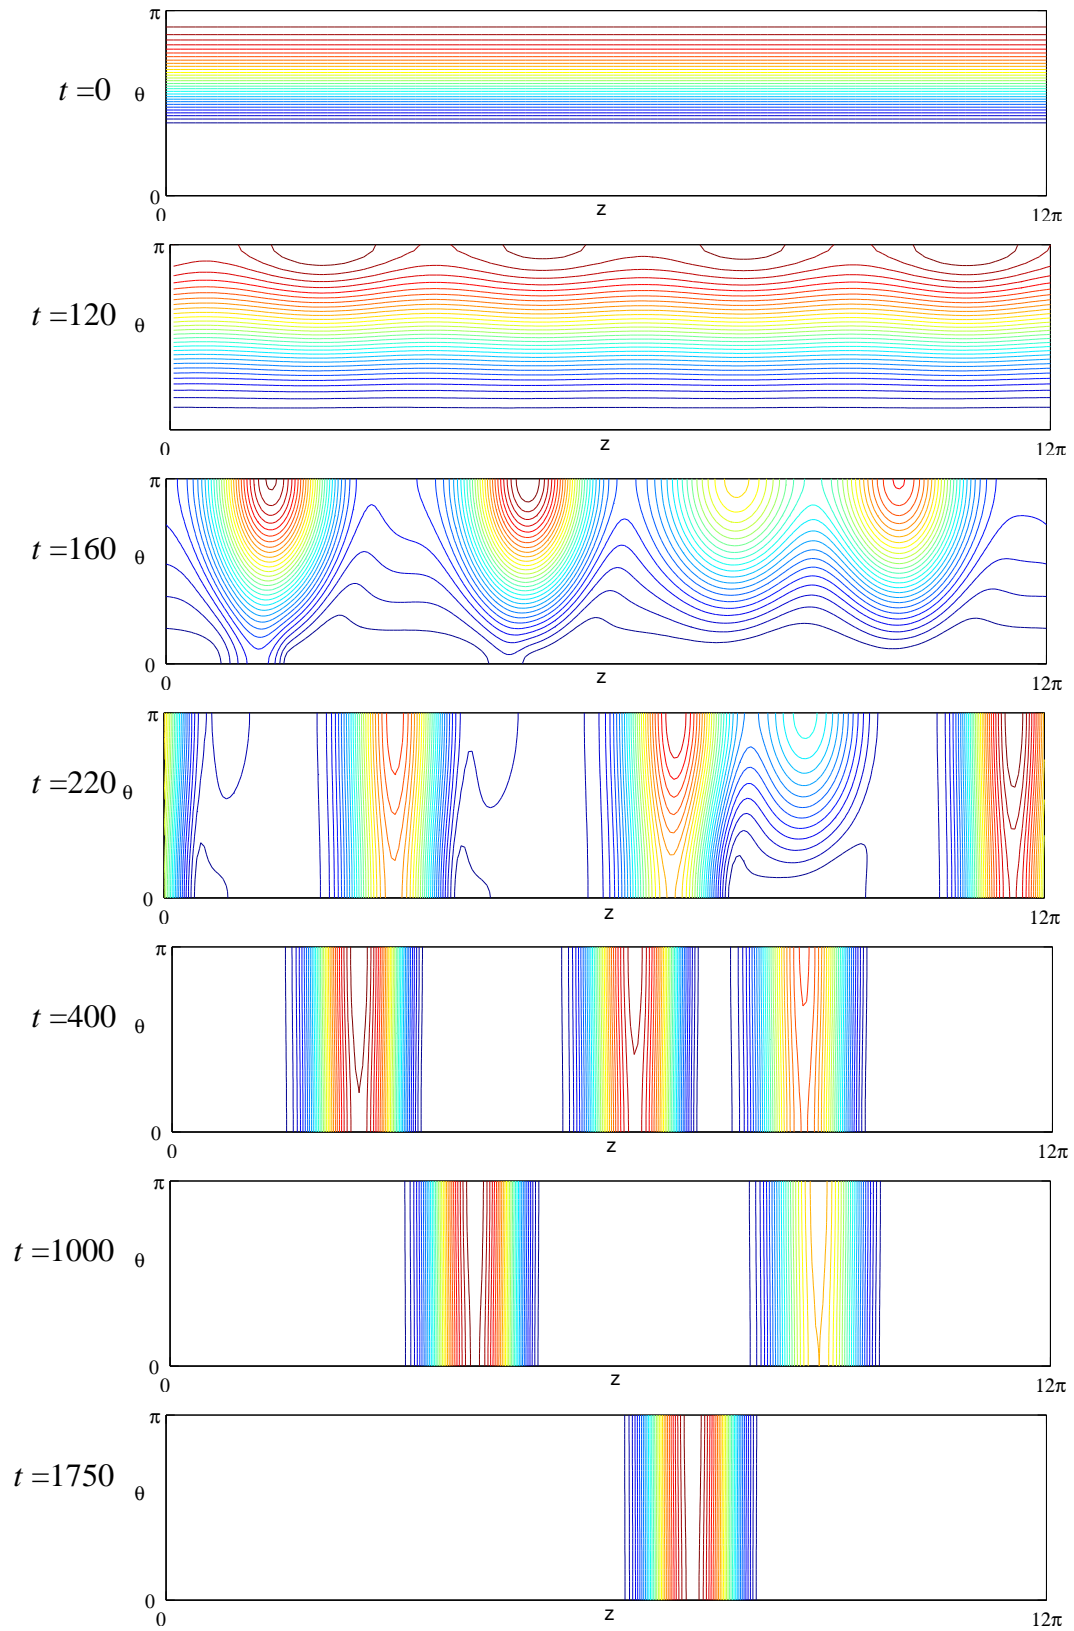 π
t =0 θ
0
0 z 12π
π
t =120 θ
0 z 12π
π
t =160 θ
0
0 z 12π
π
t =220 θ
0
0 z 12π
π
t =400 θ
0
0 z 12π
π
t =1000 θ
0
0 z 12π
π
t =1750 θ
0
0 z 12π